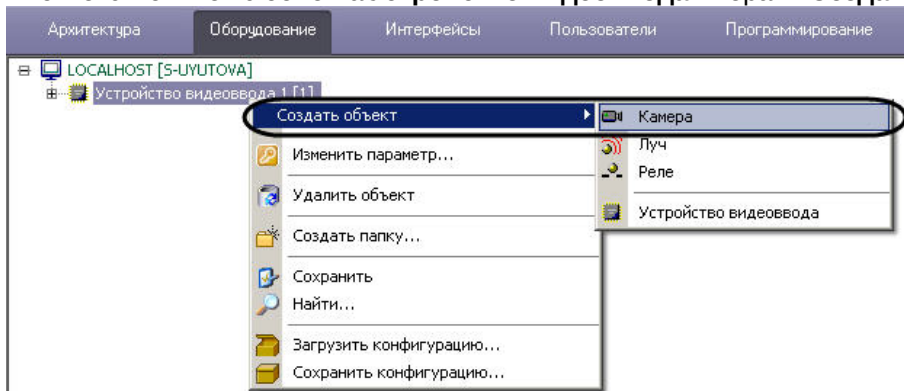 Архитектура Оборудование Интерфейсы Пользователи Программирование
LOCALHOST [S-UYUTOVA]
Устройство видеоввода 1 [1]
Создать объект
Камера
Луч
Реле
Устройство видеоввода
Изменить параметр...
Удалить объект
Создать папку...
Сохранить
Найти...
Загрузить конфигурацию...
Сохранить конфигурацию...